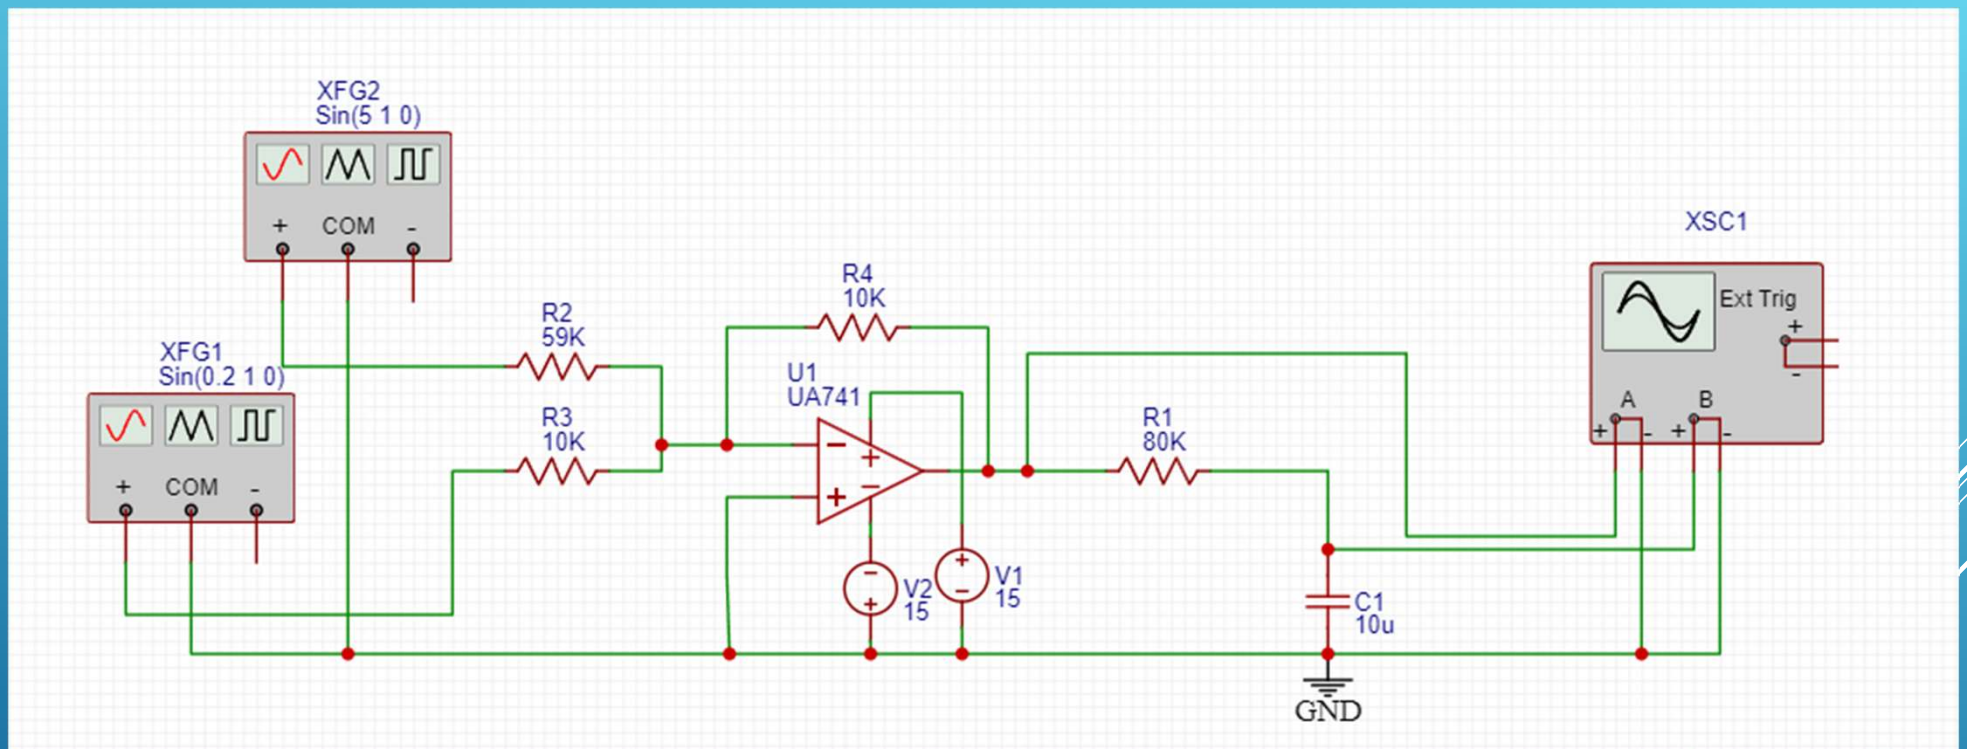 XFG2
Sin(5 1 0)
+ COM -
XFG1
Sin(0.2 1 0)
+ COM -
R2
59K
R3
10K
R4
10K
U1
UA741
-
+
+
-
-
+
V2
15
+
-
V1
15
R1
80K
C1
10u
GND
XSC1
Ext Trig
+
-
A B
+ - + -